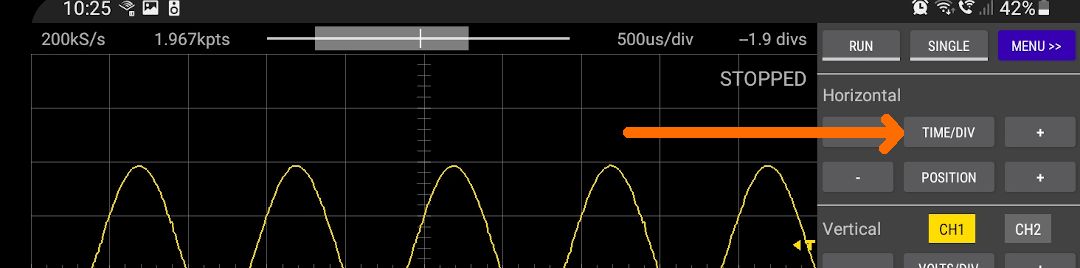 10:25 42%
200kS/s 1.967kpts 500us/div –1.9 divs RUN SINGLE MENU >>
STOPPED
Horizontal
TIME/DIV +
- POSITION +
T
Vertical CH1 CH2
VOLTS/DIV